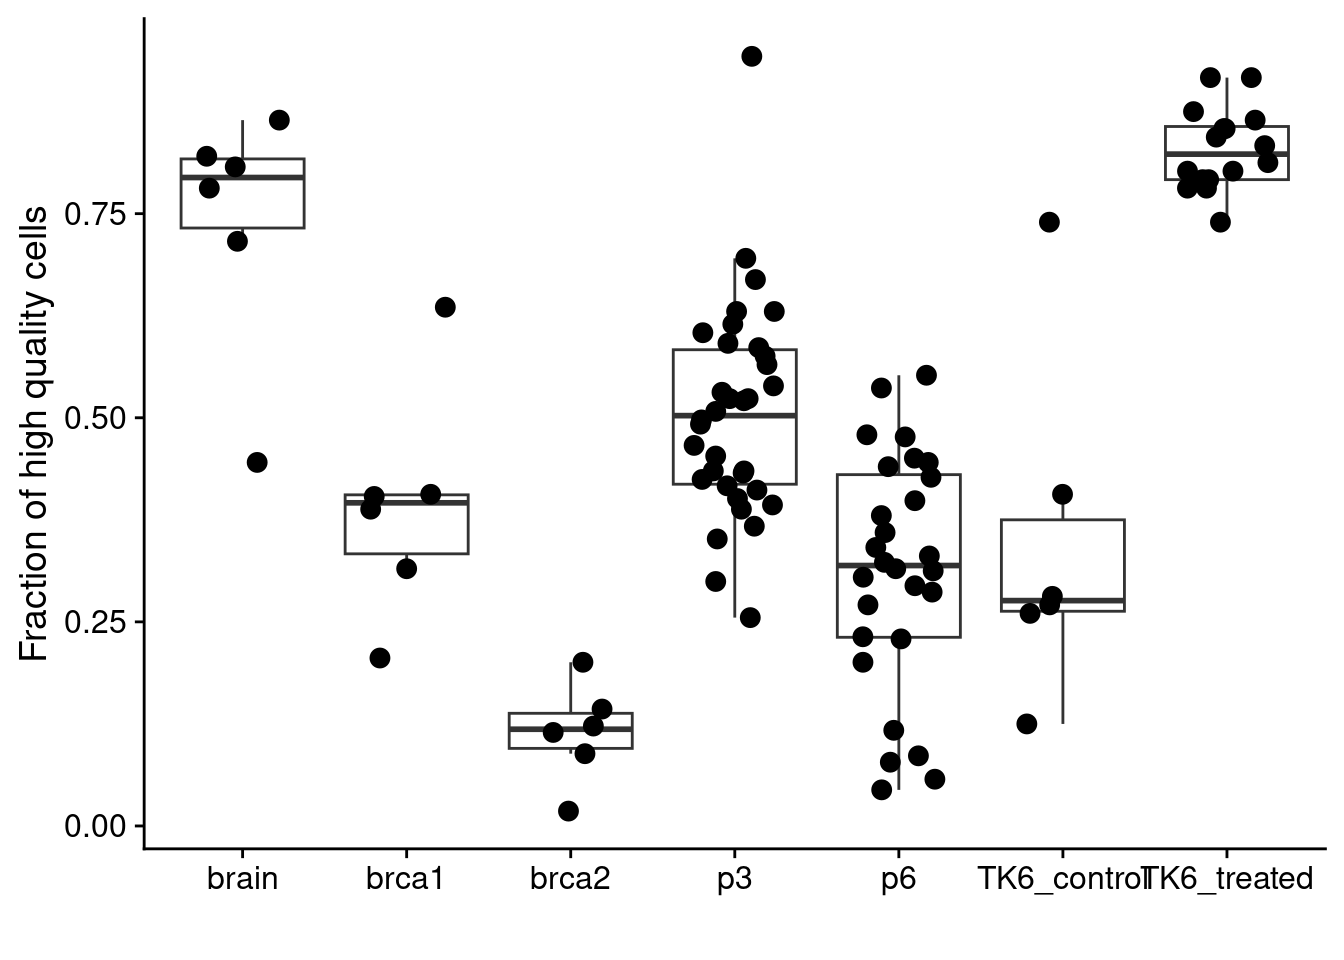 Fraction of high quality cells
0.75
0.50
0.25
0.00
brain brca1 brca2 p3 p6 TK6_control TK6_treated